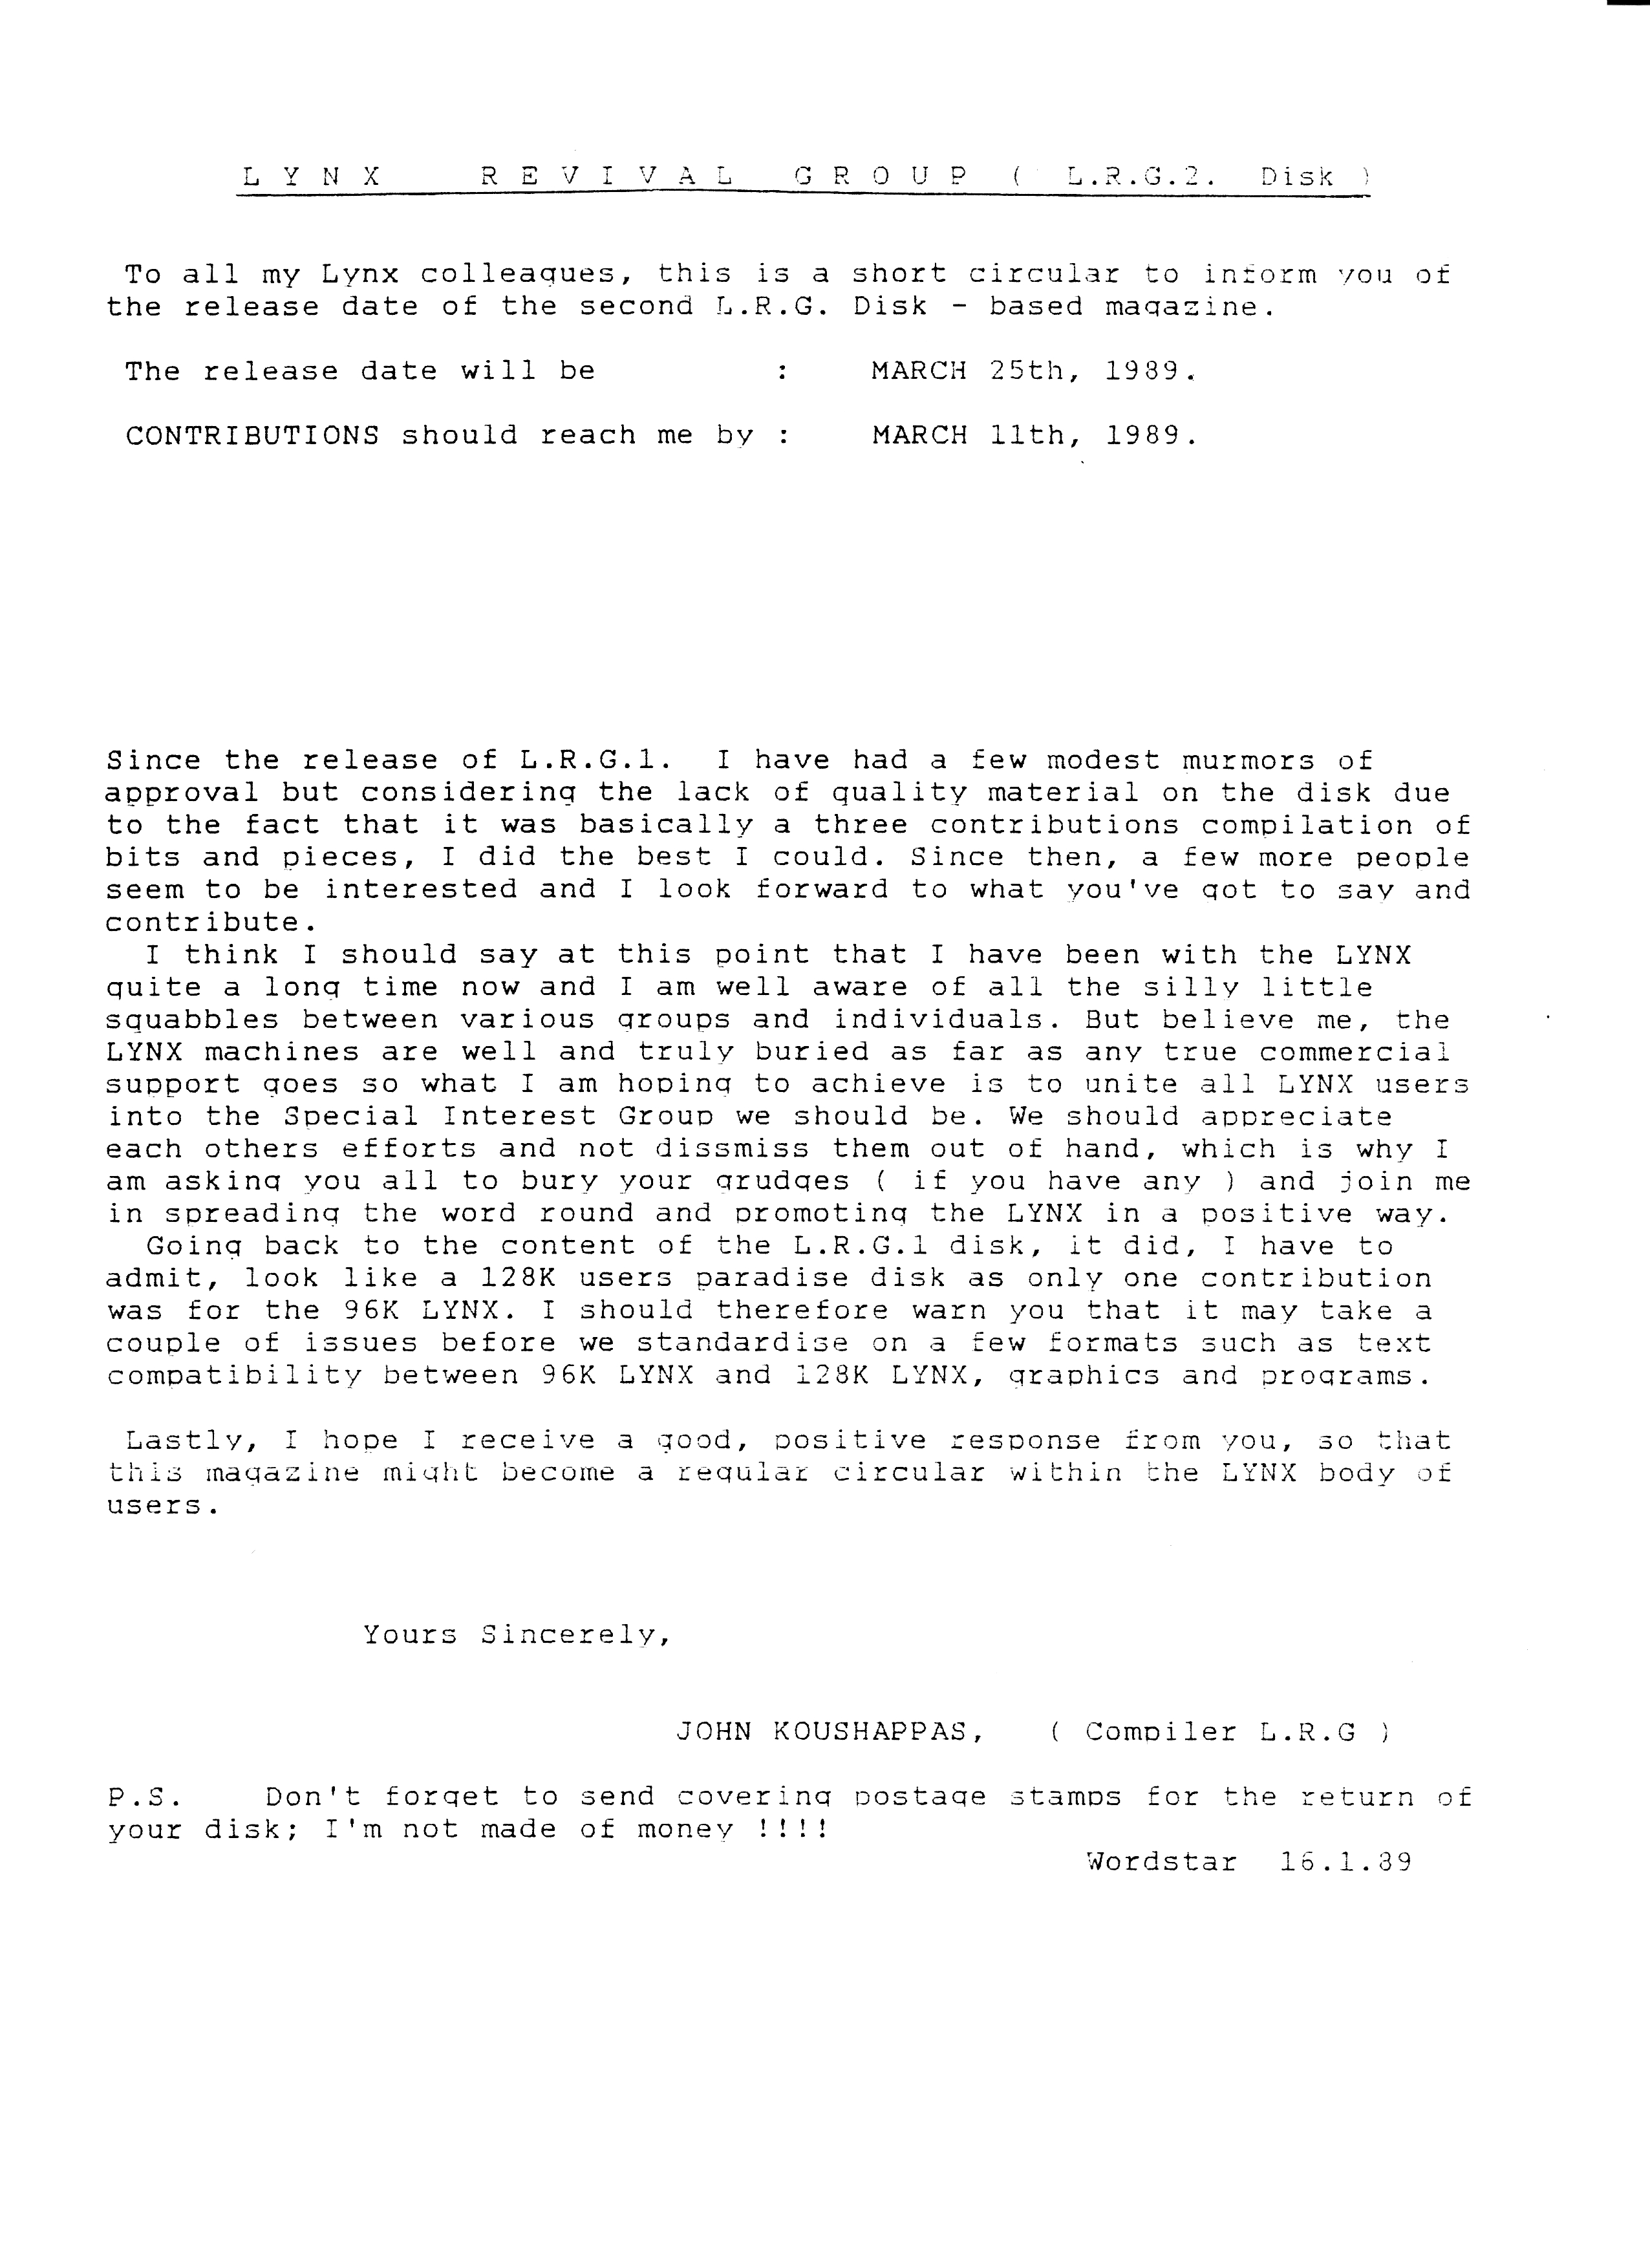 L Y N X   R E V I V A L   G R O U P ( L.R.G.2. Disk )
To all my Lynx colleagues, this is a short circular to inform you of
the release date of the second L.R.G. Disk - based magazine.
The release date will be : MARCH 25th, 1989.
CONTRIBUTIONS should reach me by : MARCH 11th, 1989.
Since the release of L.R.G.1. I have had a few modest murmors of
approval but considering the lack of quality material on the disk due
to the fact that it was basically a three contributions compilation of
bits and pieces, I did the best I could. Since then, a few more people
seem to be interested and I look forward to what you've got to say and
contribute.
I think I should say at this point that I have been with the LYNX
quite a long time now and I am well aware of all the silly little
squabbles between various groups and individuals. But believe me, the
LYNX machines are well and truly buried as far as any true commercial
support goes so what I am hoping to achieve is to unite all LYNX users
into the Special Interest Group we should be. We should appreciate
each others efforts and not dissmiss them out of hand, which is why I
am asking you all to bury your grudges ( if you have any ) and join me
in spreading the word round and promoting the LYNX in a positive way.
Going back to the content of the L.R.G.1 disk, it did, I have to
admit, look like a 128K users paradise disk as only one contribution
was for the 96K LYNX. I should therefore warn you that it may take a
couple of issues before we standardise on a few formats such as text
compatibility between 96K LYNX and 128K LYNX, graphics and programs.
Lastly, I hope I receive a good, positive response from you, so that
this magazine might become a regular circular within the LYNX body of
users.
Yours Sincerely,
JOHN KOUSHAPPAS, ( Compiler L.R.G )
P.S. Don't forget to send covering postage stamps for the return of
your disk; I'm not made of money !!!!
Wordstar 16.1.89